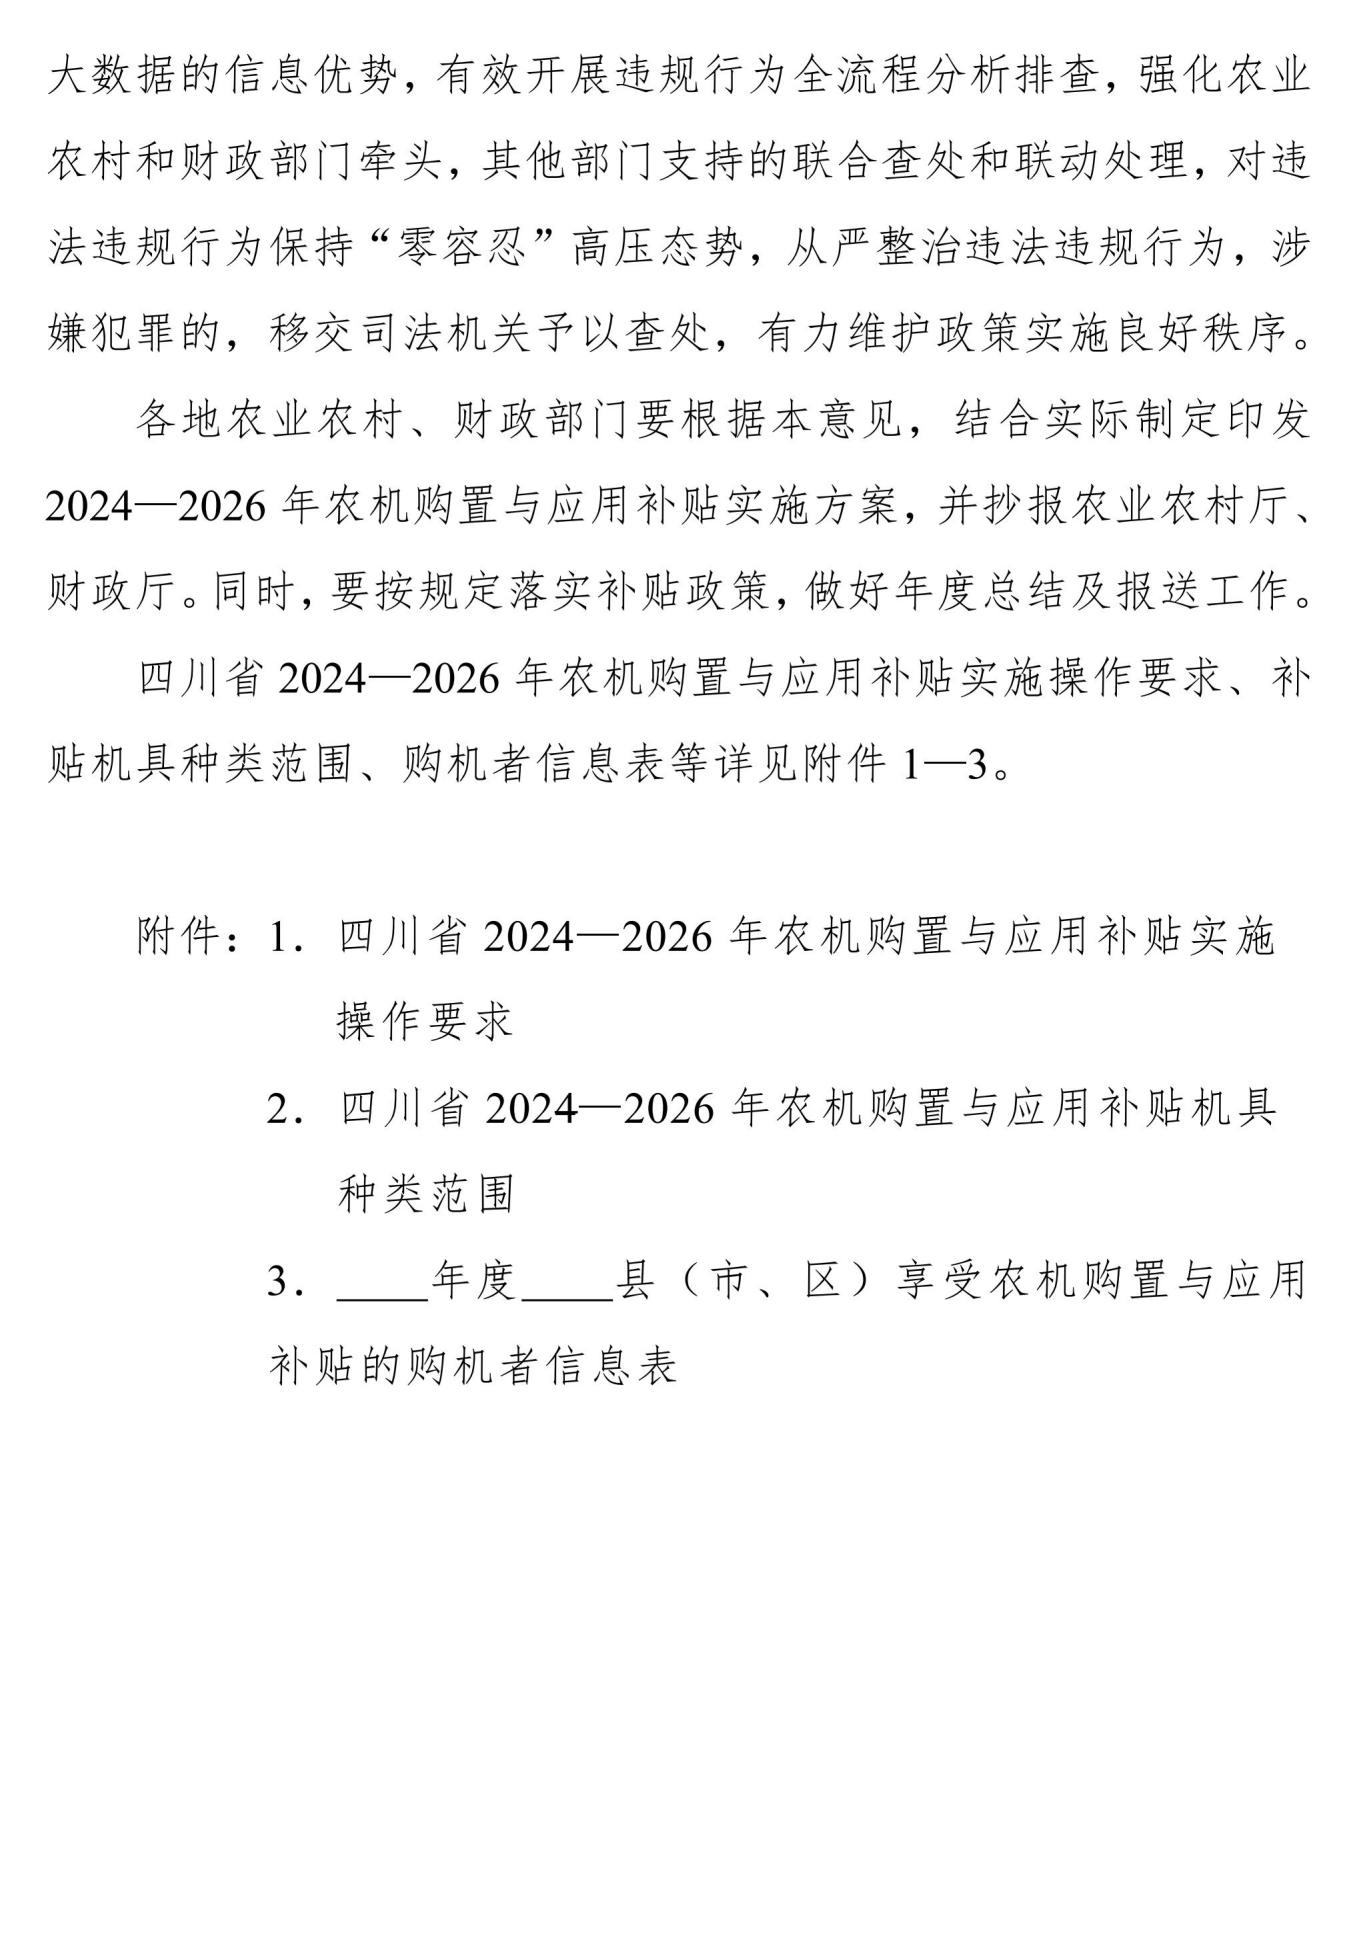 大数据的信息优势，有效开展违规行为全流程分析排查，强化农业
农村和财政部门牵头，其他部门支持的联合查处和联动处理，对违
法违规行为保持“零容忍”高压态势，从严整治违法违规行为，涉
嫌犯罪的，移交司法机关予以查处，有力维护政策实施良好秩序。
各地农业农村、财政部门要根据本意见，结合实际制定印发
2024—2026 年农机购置与应用补贴实施方案，并抄报农业农村厅、
财政厅。同时，要按规定落实补贴政策，做好年度总结及报送工作。
四川省 2024—2026 年农机购置与应用补贴实施操作要求、补
贴机具种类范围、购机者信息表等详见附件 1—3。
附件：1．四川省 2024—2026 年农机购置与应用补贴实施
操作要求
2．四川省 2024—2026 年农机购置与应用补贴机具
种类范围
3．____年度____县（市、区）享受农机购置与应用
补贴的购机者信息表